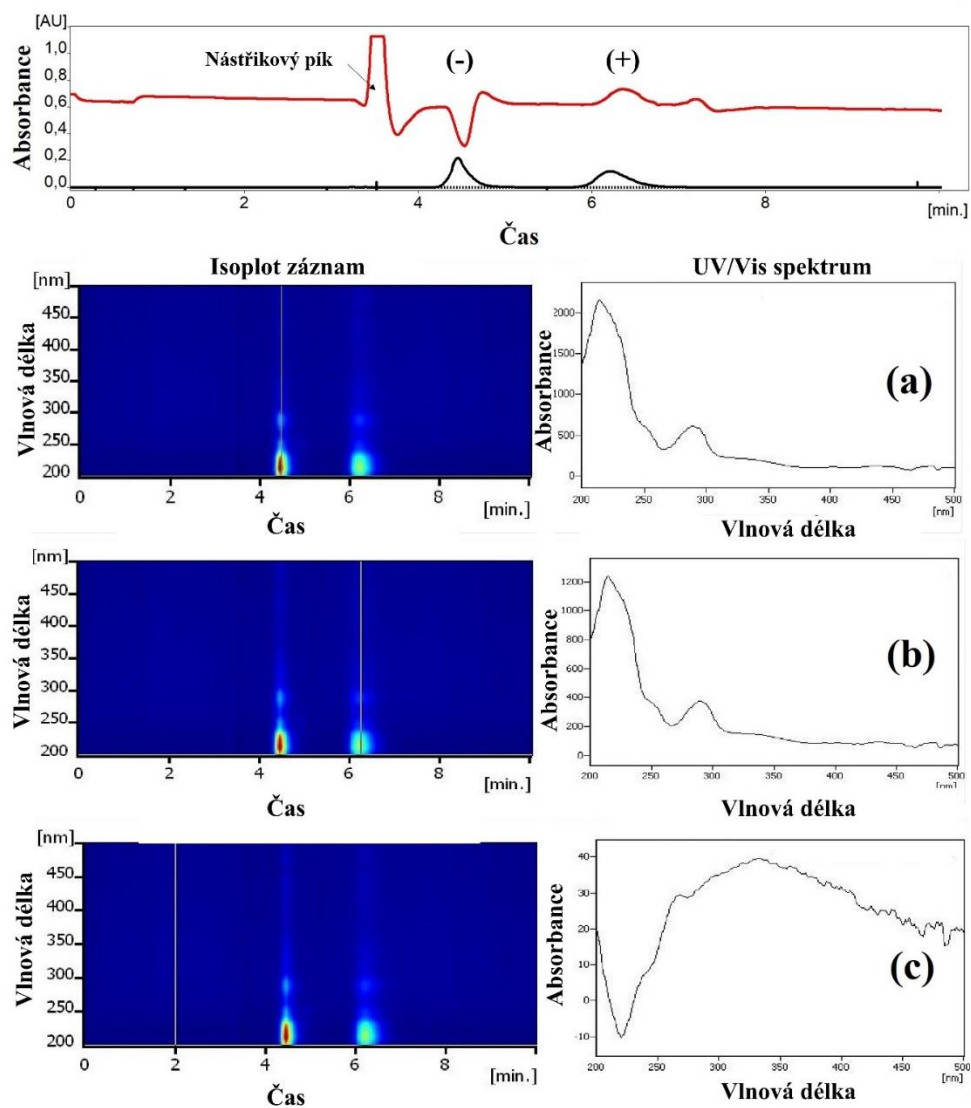 [AU]
Absorbance
1,0
0,8
0,6
0,4
0,2
0,0
Nástřikový pík
(-)
(+)
0 2 4 6 8
[min.]
Čas
Isoplot záznam
[nm]
Vlnová délka
450
400
350
300
250
200
0 2 4 6
[min.]
Čas
UV/Vis spektrum
Absorbance
2000
1500
1000
500
0
(a)
200 250 300 350 400 450 500
[nm]
Vlnová délka
[nm]
Vlnová délka
450
400
350
300
250
200
0 2 4 6
[min.]
Čas
Absorbance
1200
1000
800
600
400
200
0
(b)
200 250 300 350 400 450 500
[nm]
Vlnová délka
[nm]
Vlnová délka
450
400
350
300
250
200
0 2 4 6
[min.]
Čas
Absorbance
40
30
20
10
0
-10
(c)
200 250 300 350 400 450 500
[nm]
Vlnová délka